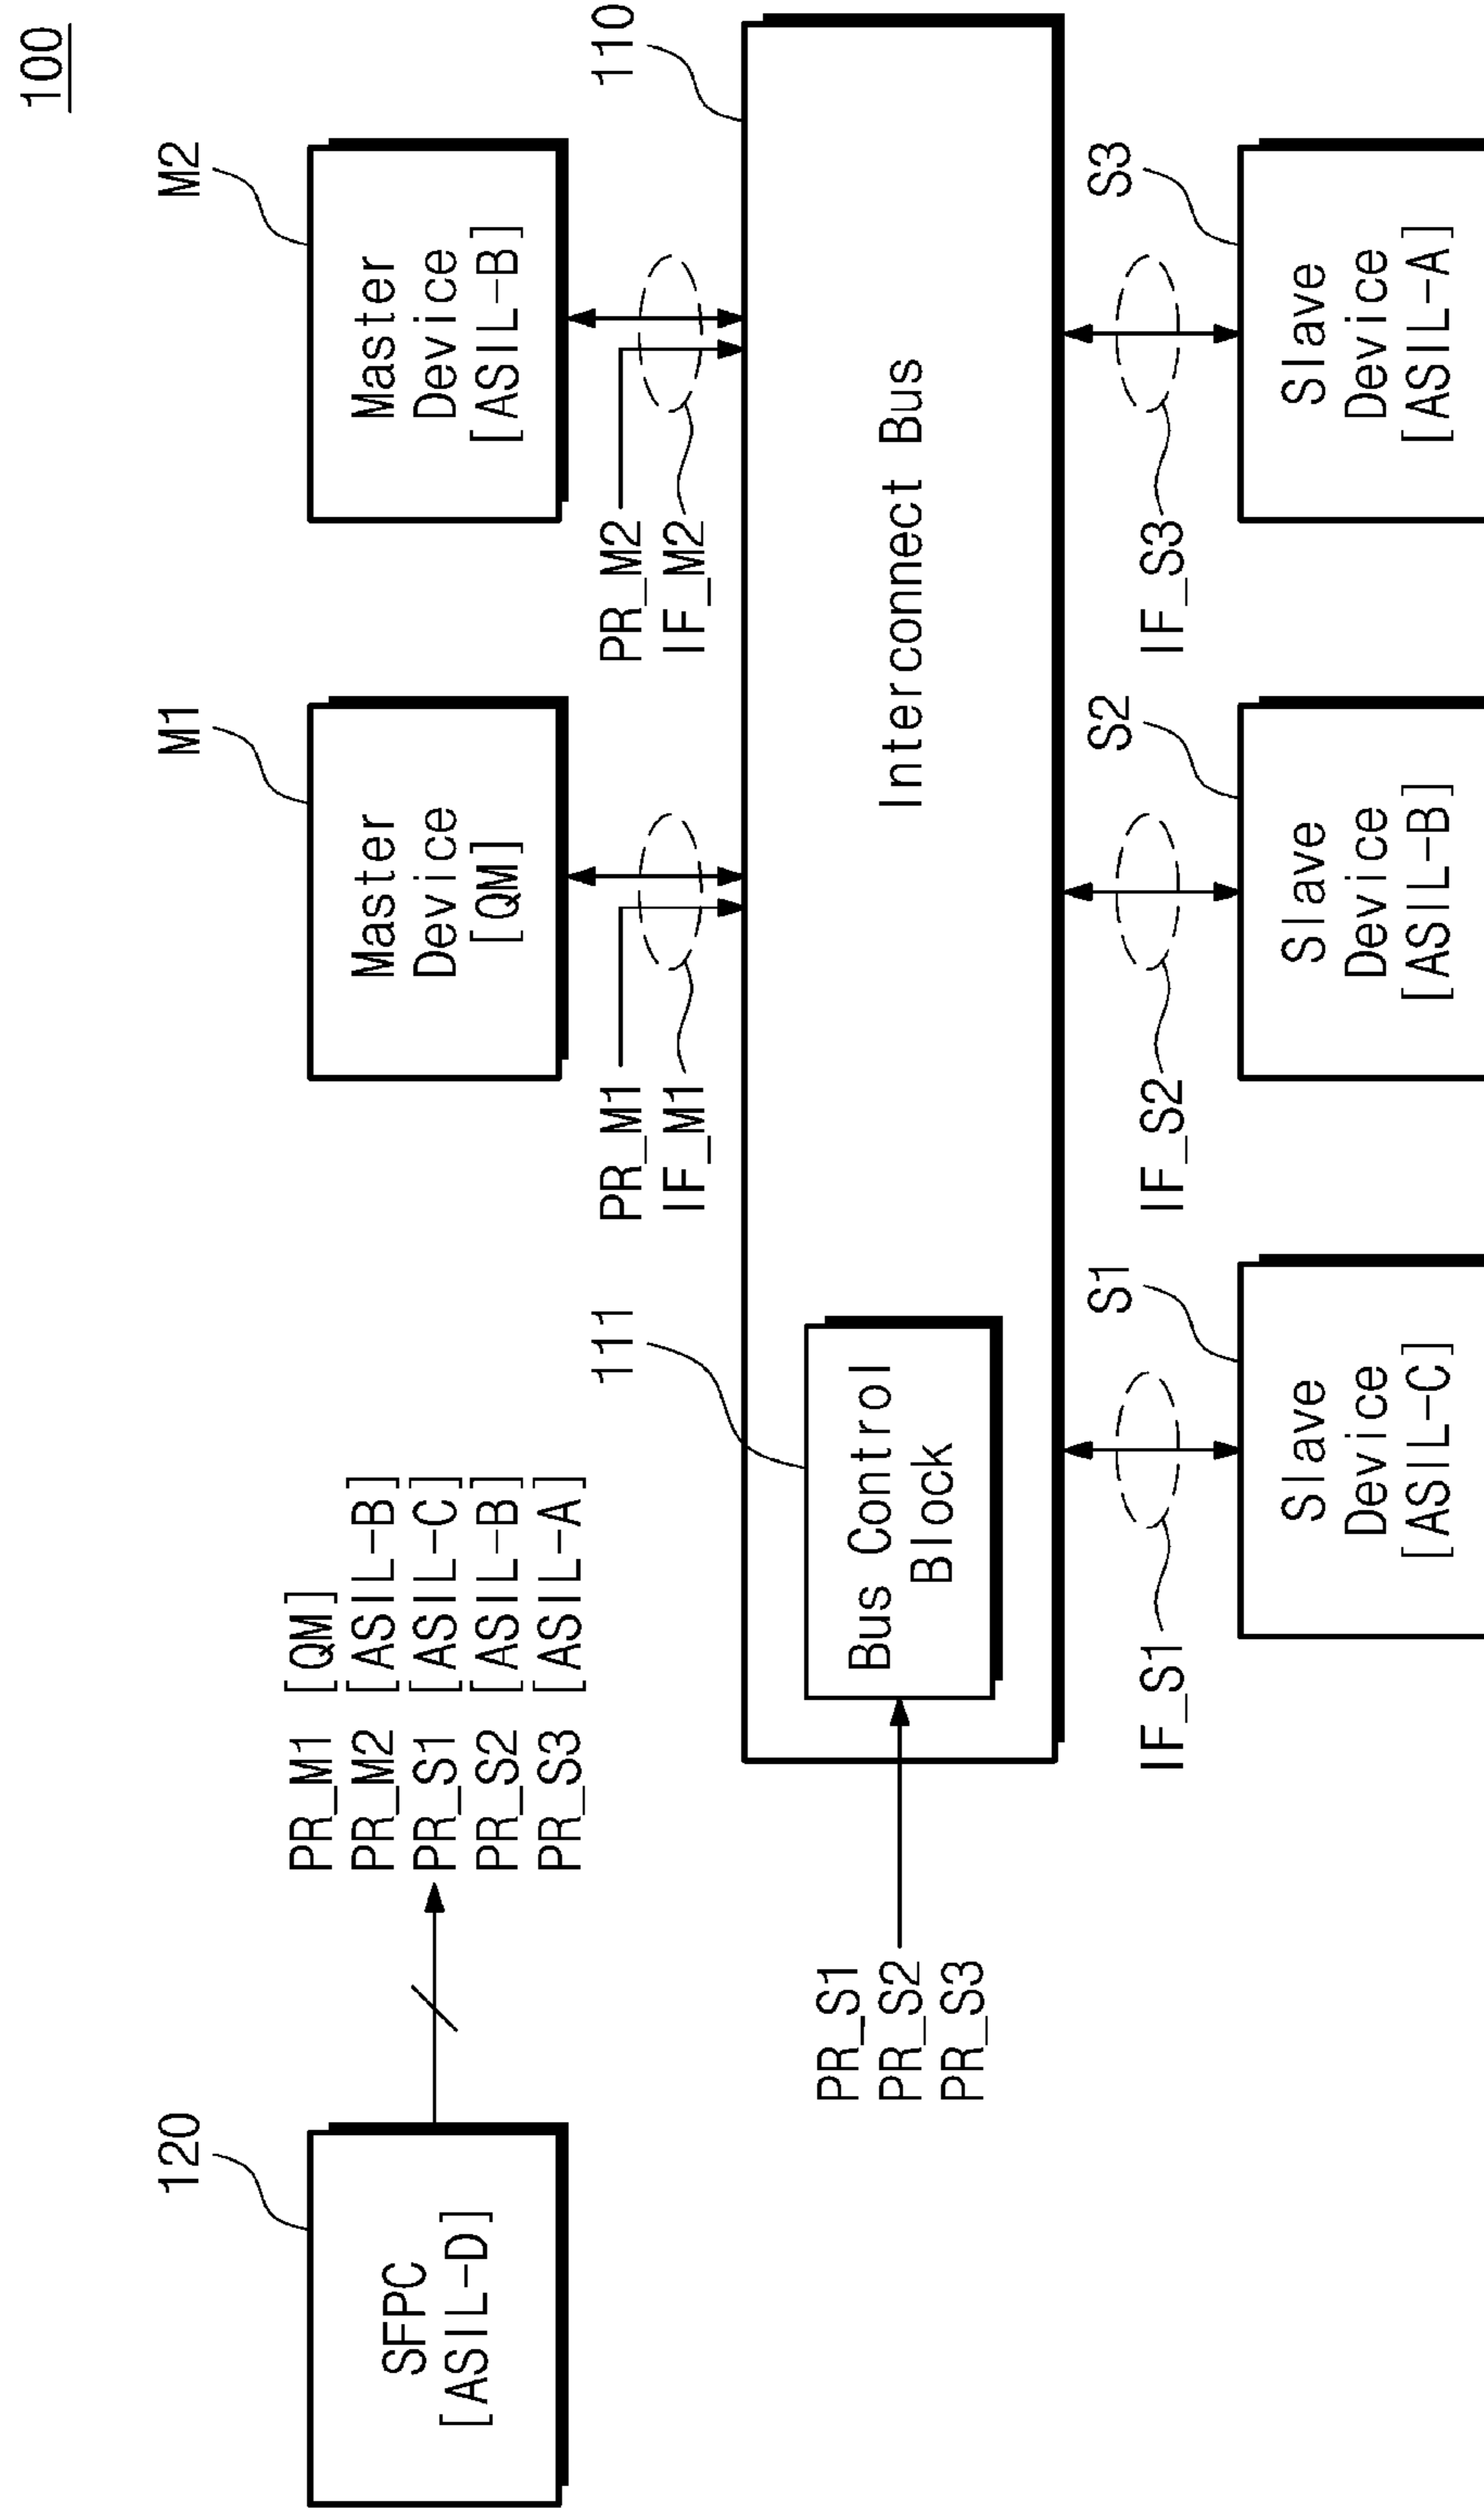 100
120
SFPC
[ASIL-D]
PR_M1 [QM]
PR_M2 [ASIL-B]
PR_S1 [ASIL-C]
PR_S2 [ASIL-B]
PR_S3 [ASIL-A]
M1
Master
Device
[QM]
M2
Master
Device
[ASIL-B]
PR_M1
IF_M1
PR_M2
IF_M2
111
110
PR_S1
PR_S2
PR_S3
Bus Control
Block
Interconnect Bus
IF_S1
S1
IF_S2
S2
IF_S3
S3
Slave
Device
[ASIL-C]
Slave
Device
[ASIL-B]
Slave
Device
[ASIL-A]